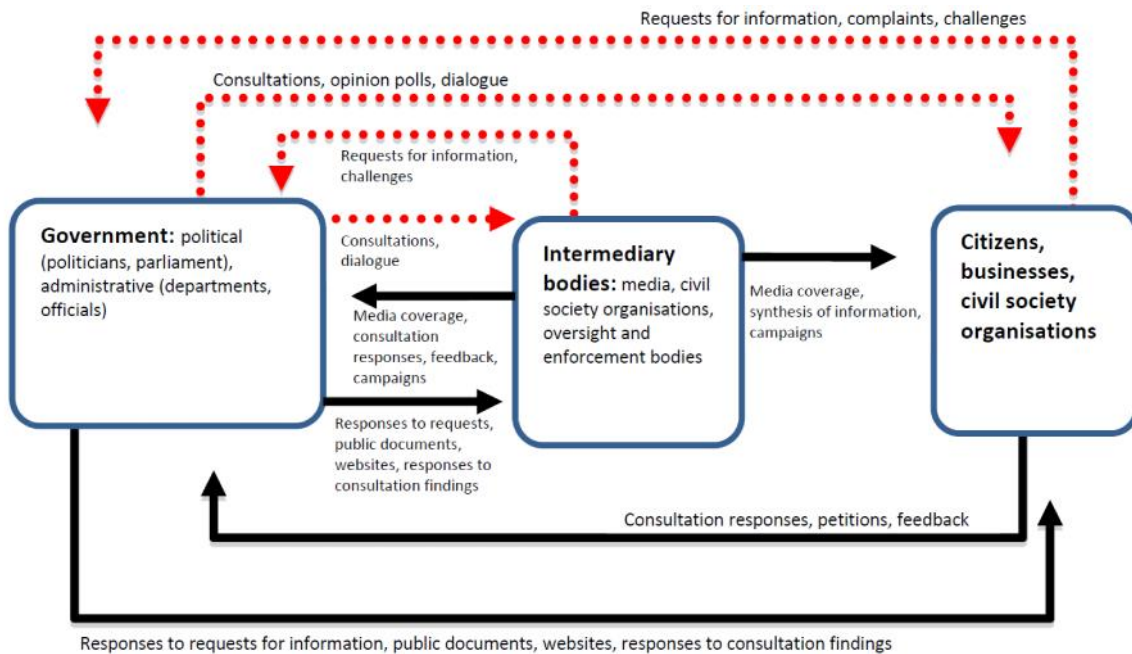 Requests for information, complaints, challenges
Consultations, opinion polls, dialogue
Requests for information,
challenges
Government: political
(politicians, parliament),
administrative (departments,
officials)
Consultations,
dialogue
Media coverage,
consultation
responses, feedback,
campaigns
Responses to requests,
public documents,
websites, responses to
consultation findings
Intermediary
bodies: media, civil
society organisations,
oversight and
enforcement bodies
Media coverage,
synthesis of information,
campaigns
Citizens,
businesses,
civil society
organisations
Consultation responses, petitions, feedback
Responses to requests for information, public documents, websites, responses to consultation findings